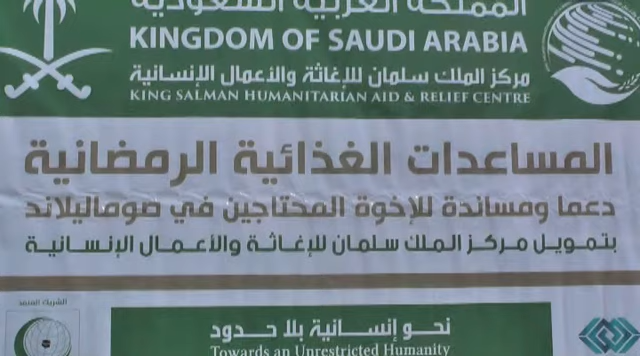 المملكة العربية السعودية
KINGDOM OF SAUDI ARABIA
مركز الملك سلمان للإغاثة والأعمال الإنسانية
KING SALMAN HUMANITARIAN AID & RELIEF CENTRE
المساعدات الغذائية الرمضانية
دعما ومساندة للإخوة المحتاجين في صوماليلاند
بتمويل مركز الملك سلمان للإغاثة والأعمال الإنسانية
الشريك المنفذ
نحو إنسانية بلا حدود
Towards an Unrestricted Humanity